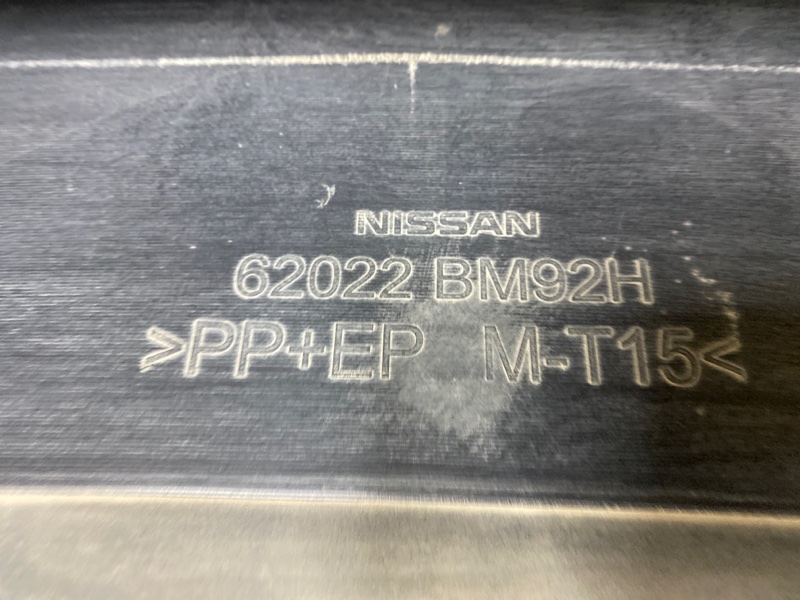 NISSAN
62022 BM92H
>PP+EP M-T15<